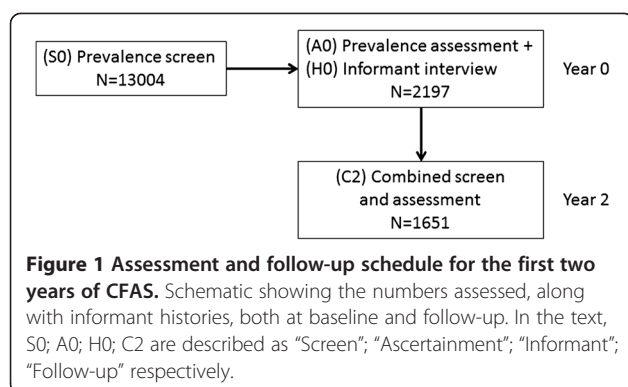 (S0) Prevalence screen
N=13004
(A0) Prevalence assessment +
(H0) Informant interview
N=2197
Year 0
(C2) Combined screen
and assessment
N=1651
Year 2
Figure 1 Assessment and follow-up schedule for the first two
years of CFAS. Schematic showing the numbers assessed, along
with informant histories, both at baseline and follow-up. In the text,
S0; A0; H0; C2 are described as “Screen”; “Ascertainment”; “Informant”;
“Follow-up” respectively.